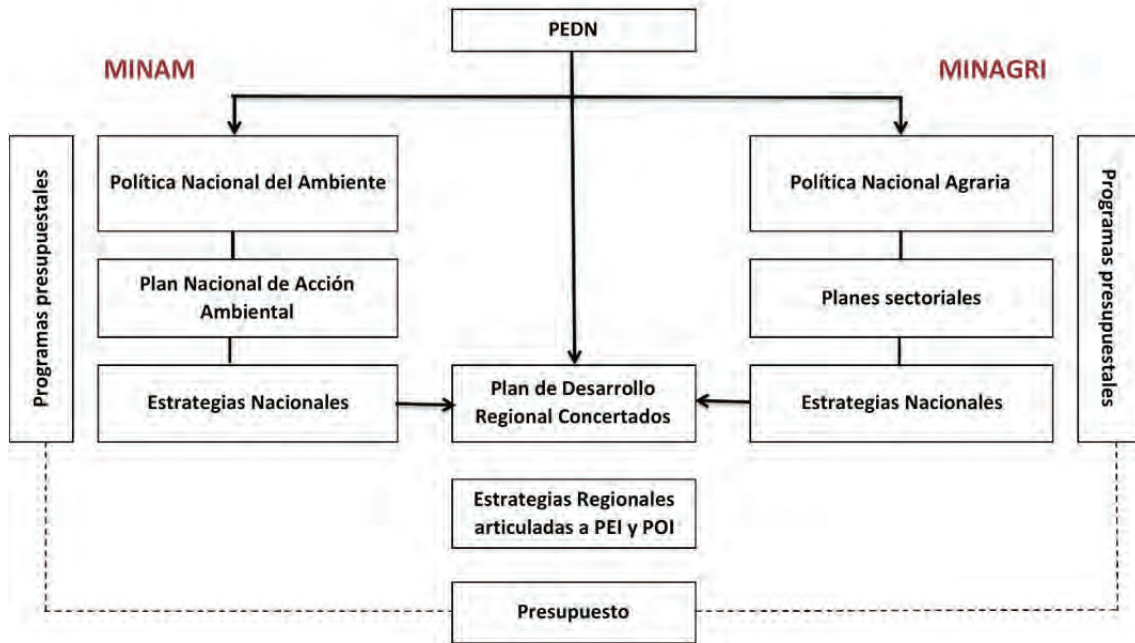 PEDN
MINAM
MINAGRI
Programas presupuestales
Política Nacional del Ambiente
Política Nacional Agraria
Programas presupuestales
Plan Nacional de Acción
Ambiental
Planes sectoriales
Estrategias Nacionales
Plan de Desarrollo
Regional Concertados
Estrategias Nacionales
Estrategias Regionales
articuladas a PEI y POI
Presupuesto